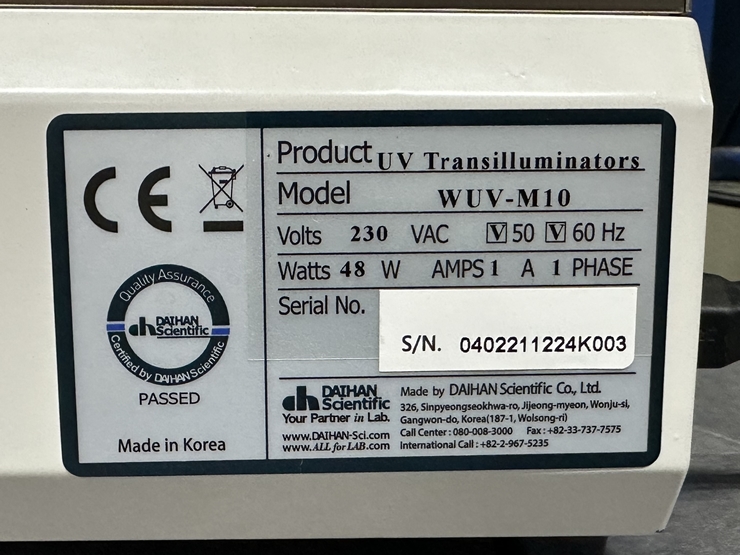 CE
Product UV Transilluminators
Model WUV-M10
Volts 230 VAC V 50 V 60 Hz
Watts 48 W AMPS 1 A 1 PHASE
Serial No.
S/N. 0402211224K003
Quality Assurance
dh DAIHAN
Scientific
Certified by DAIHAN Scientific
PASSED
Made in Korea
dh DAIHAN
Scientific
Your Partner in Lab.
www.DAIHAN-Sci.com
www.ALLforLAB.com
Made by DAIHAN Scientific Co., Ltd.
326, Sinpyeongseokhwa-ro, Jijeong-myeon, Wonju-si,
Gangwon-do, Korea(187-1, Wolsong-ri)
Call Center : 080-008-3000 Fax : +82-33-737-7575
International Call : +82-2-967-5235